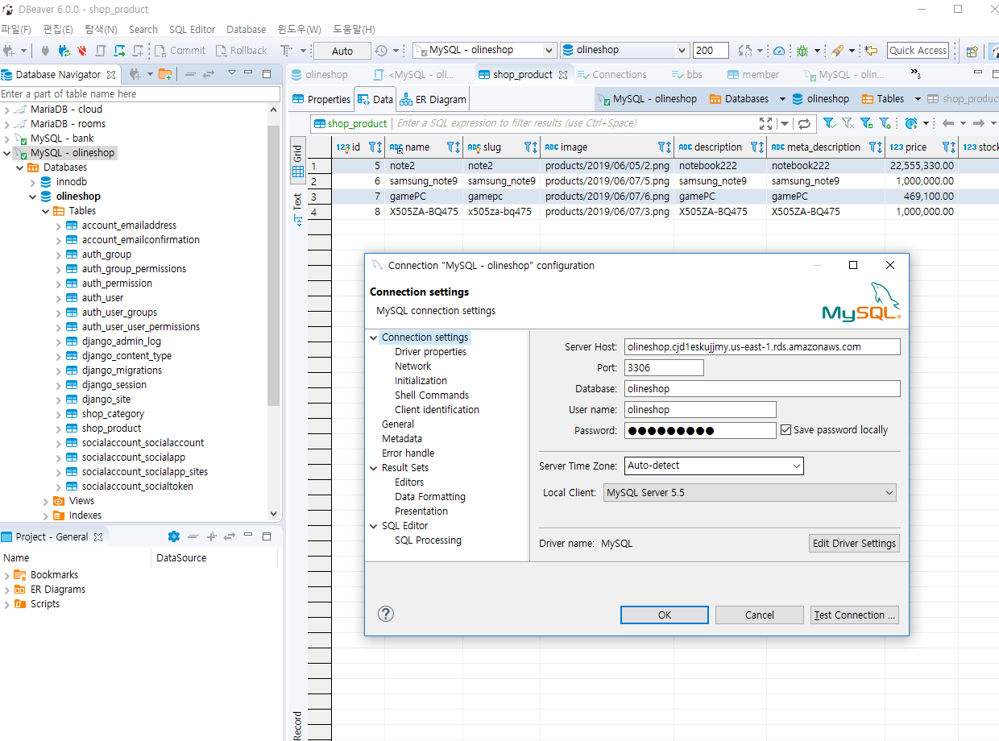 DBeaver 6.0.0 - shop_product
파일(F) 편집(E) 탐색(N) Search SQL Editor Database 윈도우(W) 도움말(H)
Commit Rollback Auto MySQL - olineshop olineshop 200 Quick Access
Database Navigator
Enter a part of table name here
MariaDB - cloud
MariaDB - rooms
MySQL - bank
MySQL - olineshop
Databases
innodb
olineshop
Tables
account_emailaddress
account_emailconfirmation
auth_group
auth_group_permissions
auth_permission
auth_user
auth_user_groups
auth_user_user_permissions
django_admin_log
django_content_type
django_migrations
django_session
django_site
shop_category
shop_product
socialaccount_socialaccount
socialaccount_socialapp
socialaccount_socialapp_sites
socialaccount_socialtoken
Views
Indexes
Project - General
Name DataSource
Bookmarks
ER Diagrams
Scripts
olineshop <MySQL - oli... shop_product Connections bbs member MySQL - olin... »3
Properties Data ER Diagram MySQL - olineshop Databases olineshop Tables shop_produc
shop_product Enter a SQL expression to filter results (use Ctrl+Space)
Grid
Text
Record
123 id ABC name ABC slug ABC image ABC description ABC meta_description 123 price 123 stock
1 5 note2 note2 products/2019/06/05/2.png notebook222 notebook222 22,555,330.00
2 6 samsung_note9 samsung_note9 products/2019/06/07/5.png samsung_note9 samsung_note9 1,000,000.00
3 7 gamePC gamepc products/2019/06/07/6.png gamePC gamePC 469,100.00
4 8 X505ZA-BQ475 x505za-bq475 products/2019/06/07/3.png X505ZA-BQ475 X505ZA-BQ475 1,000,000.00
Connection "MySQL - olineshop" configuration
Connection settings
MySQL connection settings
MySQL
Connection settings
Driver properties
Network
Initialization
Shell Commands
Client identification
General
Metadata
Error handle
Result Sets
Editors
Data Formatting
Presentation
SQL Editor
SQL Processing
Server Host: olineshop.cjd1eskujjmy.us-east-1.rds.amazonaws.com
Port: 3306
Database: olineshop
User name: olineshop
Password: ●●●●●●●●● Save password locally
Server Time Zone: Auto-detect
Local Client: MySQL Server 5.5
Driver name: MySQL Edit Driver Settings
? OK Cancel Test Connection ...